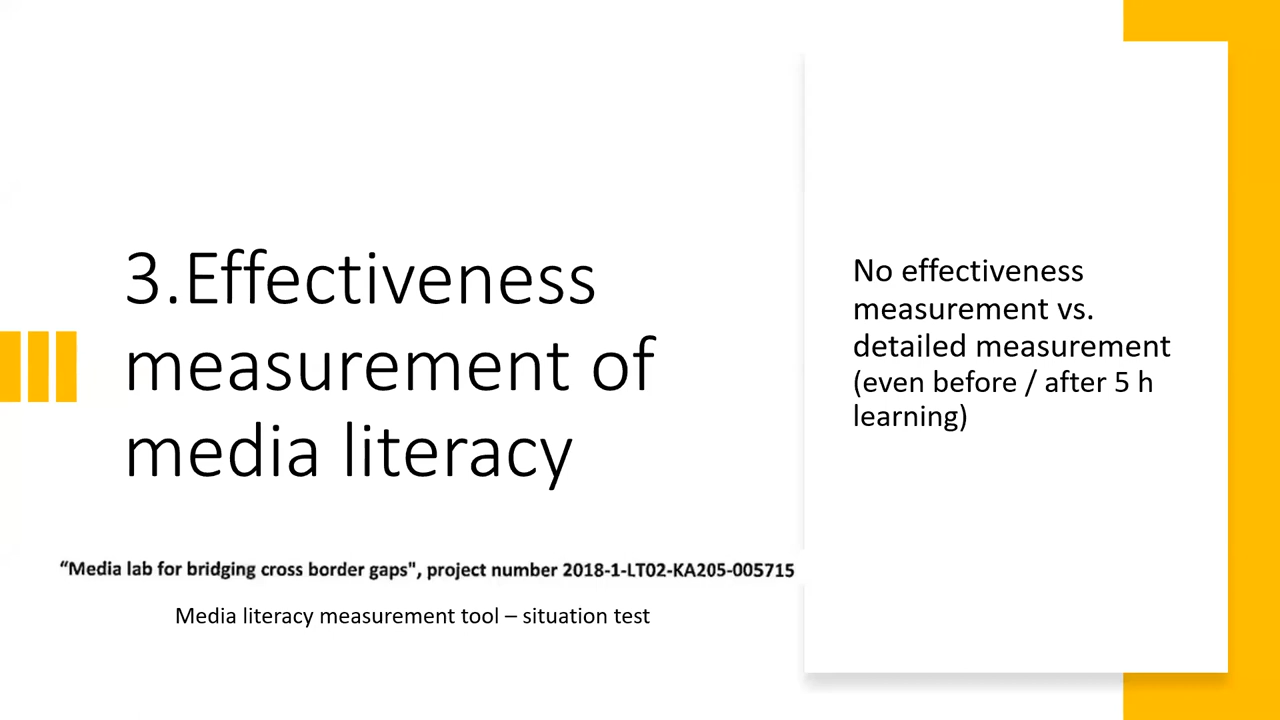 3.Effectiveness
measurement of
media literacy
“Media lab for bridging cross border gaps", project number 2018-1-LT02-KA205-005715
Media literacy measurement tool – situation test
No effectiveness
measurement vs.
detailed measurement
(even before / after 5 h
learning)